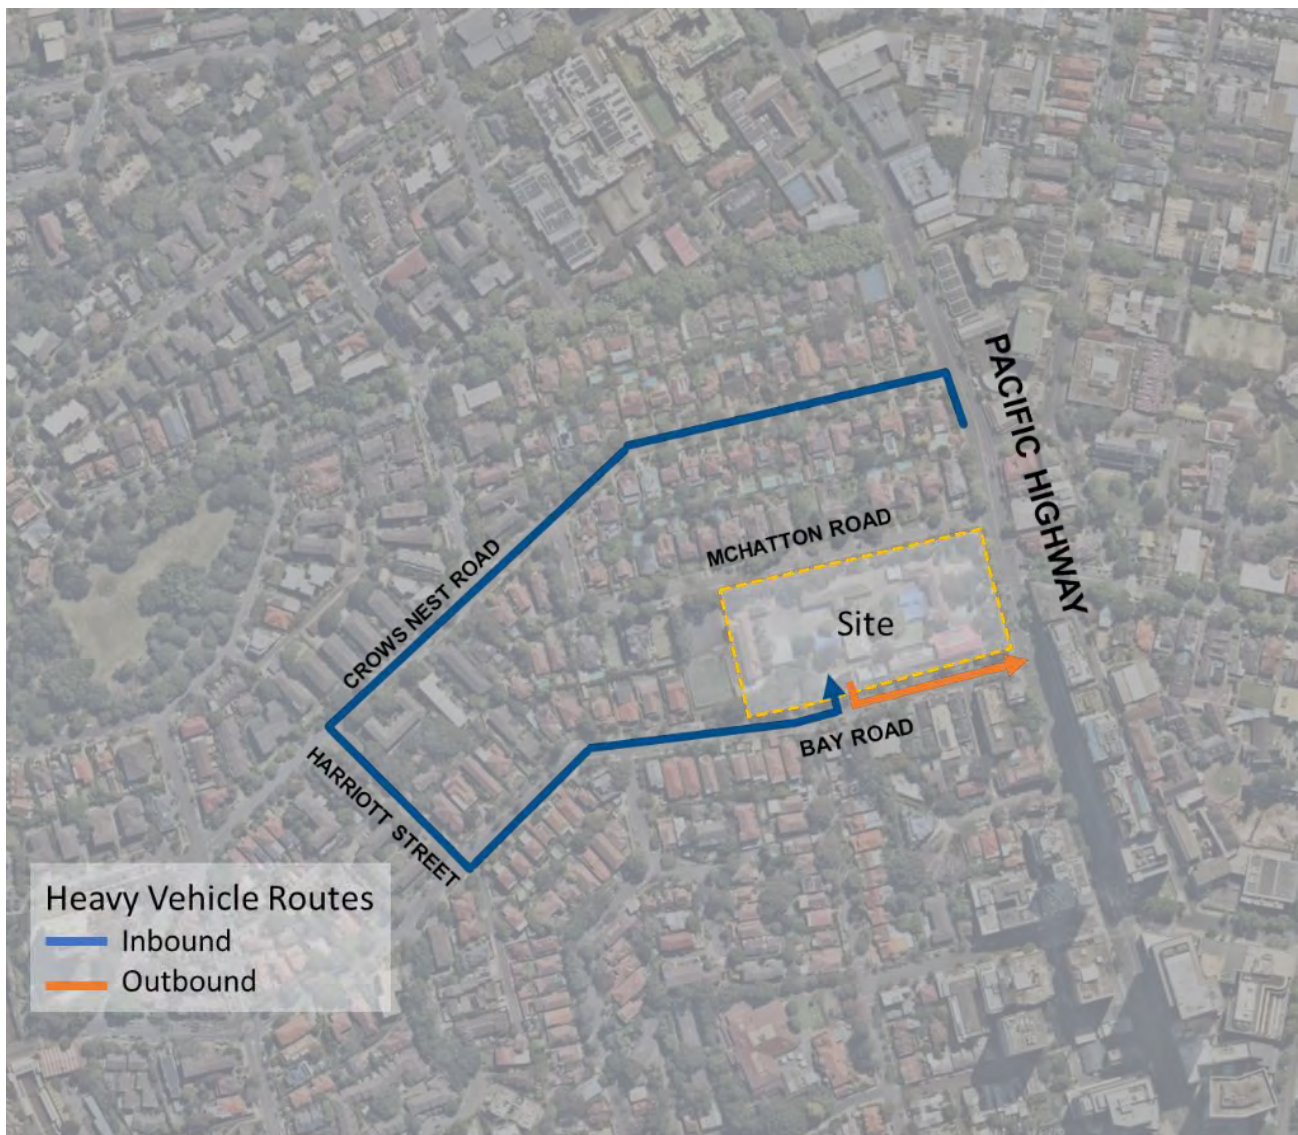 PACIFIC HIGHWAY
MCHATTON ROAD
CROWS NEST ROAD
Site
BAY ROAD
HARRIOTT STREET
Heavy Vehicle Routes
Inbound
Outbound